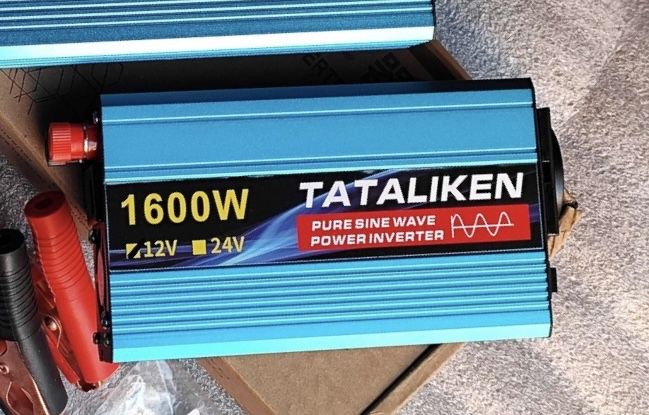 1600W
12V 24V
TATALIKEN
PURE SINE WAVE
POWER INVERTER